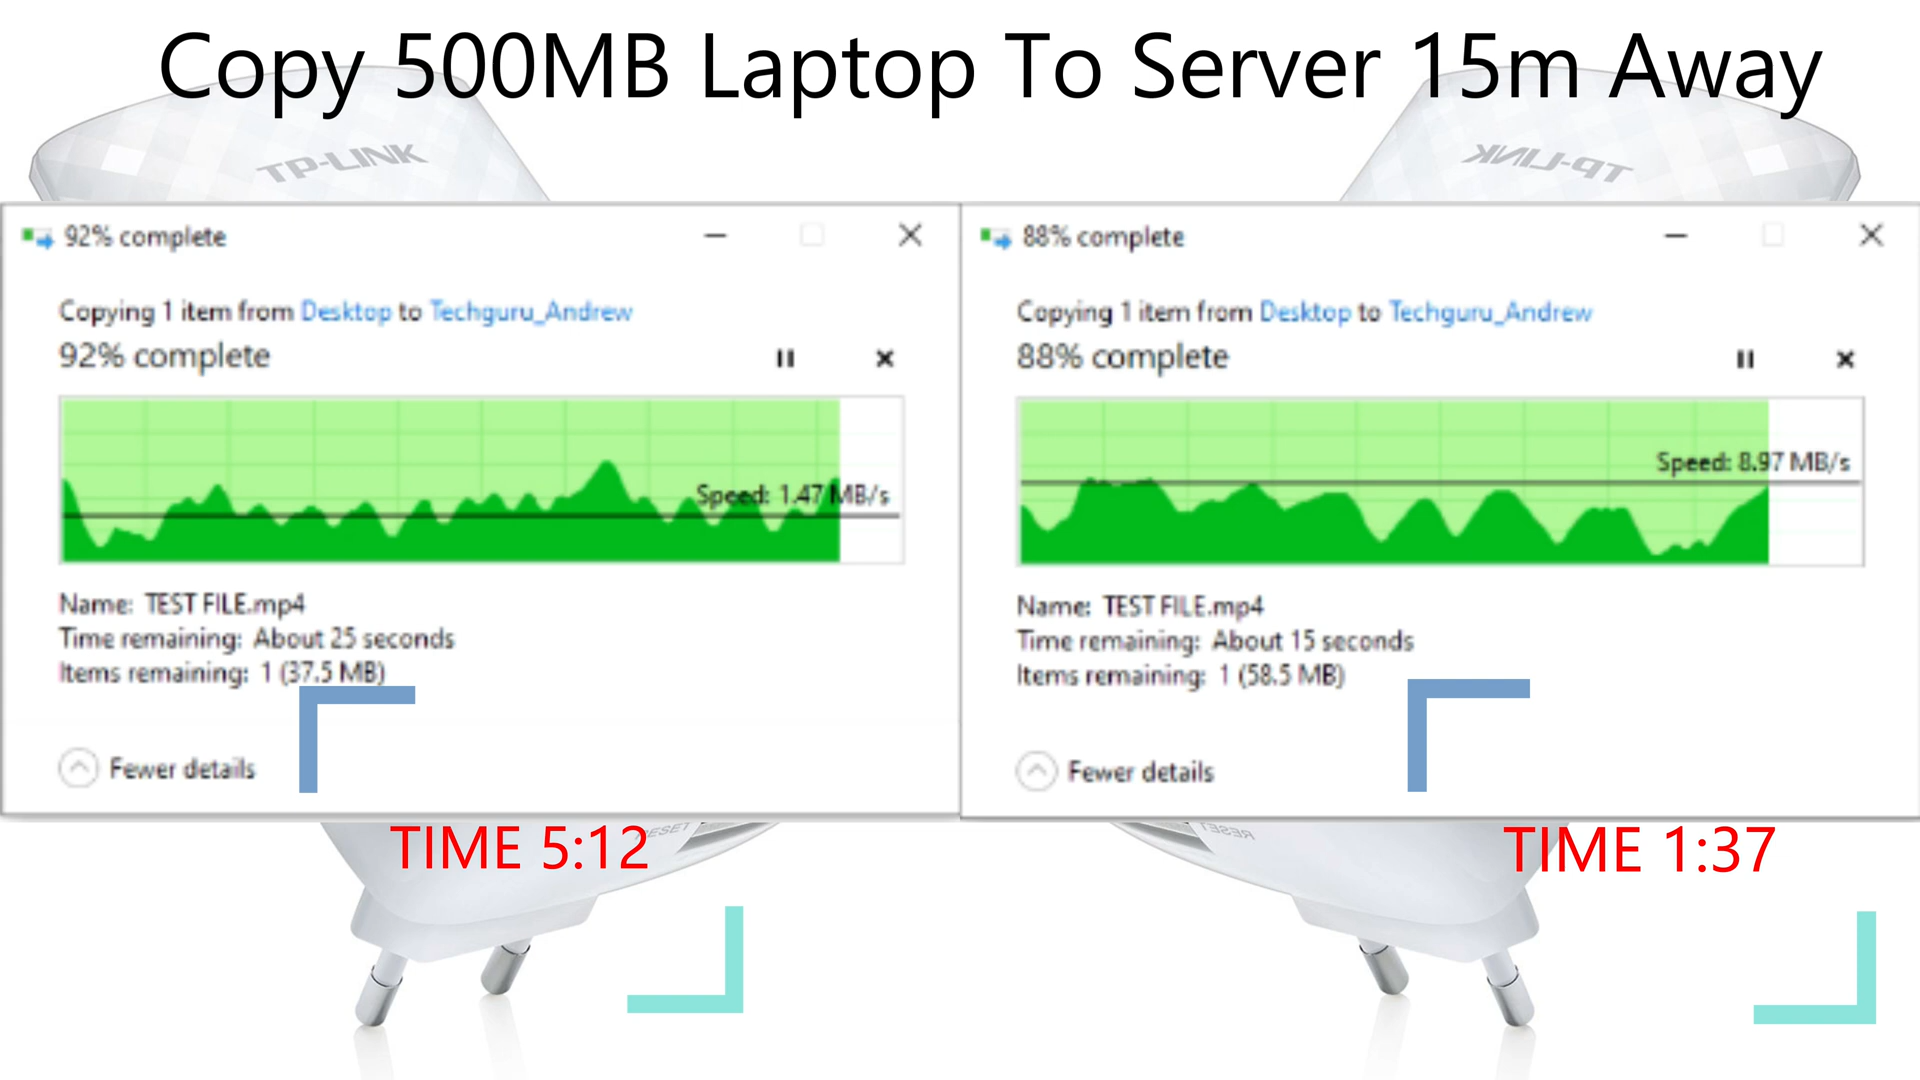 Copy 500MB Laptop To Server 15m Away
TP-LINK
TP-LINK
92% complete
Copying 1 item from Desktop to Techguru_Andrew
92% complete
Speed: 1.47 MB/s
Name: TEST FILE.mp4
Time remaining: About 25 seconds
Items remaining: 1 (37.5 MB)
Fewer details
88% complete
Copying 1 item from Desktop to Techguru_Andrew
88% complete
Speed: 8.97 MB/s
Name: TEST FILE.mp4
Time remaining: About 15 seconds
Items remaining: 1 (58.5 MB)
Fewer details
TIME 5:12
RESET
TIME 1:37
RESET